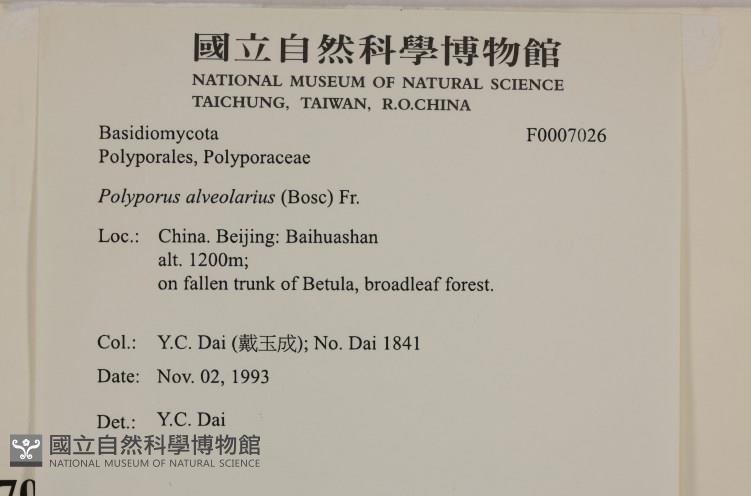 國立自然科學博物館
NATIONAL MUSEUM OF NATURAL SCIENCE
TAICHUNG, TAIWAN, R.O.CHINA
Basidiomycota F0007026
Polyporales, Polyporaceae
Polyporus alveolarius (Bosc) Fr.
Loc.: China. Beijing: Baihuashan
alt. 1200m;
on fallen trunk of Betula, broadleaf forest.
Col.: Y.C. Dai (戴玉成); No. Dai 1841
Date: Nov. 02, 1993
Det.: Y.C. Dai
國立自然科學博物館
NATIONAL MUSEUM OF NATURAL SCIENCE